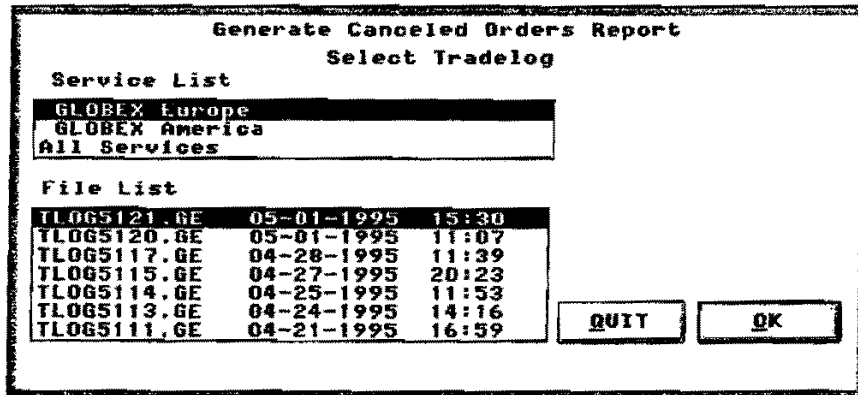 Generate Canceled Orders Report
Select Tradelog
Service List
GLOBEX Europe
GLOBEX America
All Services
File List
TLOG5121.GE 05-01-1995 15:30
TLOG5120.GE 05-01-1995 11:07
TLOG5117.GE 04-28-1995 11:39
TLOG5115.GE 04-27-1995 20:23
TLOG5114.GE 04-25-1995 11:53
TLOG5113.GE 04-24-1995 14:16
TLOG5111.GE 04-21-1995 16:59
QUIT OK